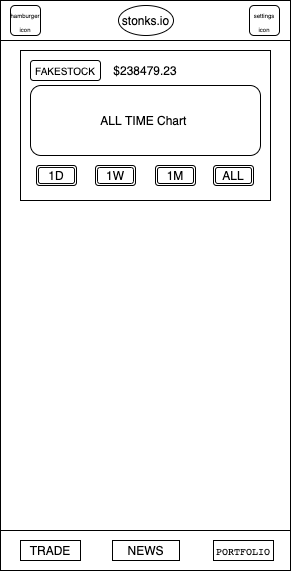 hamburger
icon
stonks.io
settings
icon
FAKESTOCK $238479.23
ALL TIME Chart
1D 1W 1M ALL
TRADE NEWS PORTFOLIO